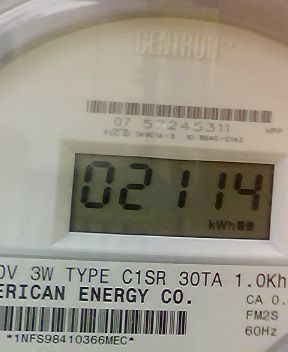 CENTRON
07 57245311 HPP
02114
kWh
0V 3W TYPE C1SR 30TA 1.0Kh
ERICAN ENERGY CO. CA 0.
FM2S
60Hz
*1NFS98410366MEC*